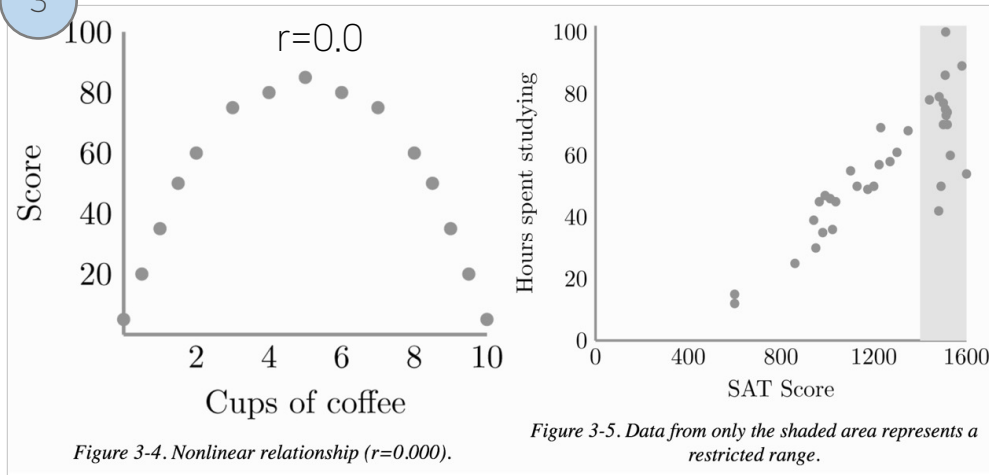 3
r=0.0
100
80
60
40
20
Score
2 4 6 8 10
Cups of coffee
Figure 3-4. Nonlinear relationship (r=0.000).
100
80
60
40
20
0
Hours spent studying
0 400 800 1200 1600
SAT Score
Figure 3-5. Data from only the shaded area represents a
restricted range.